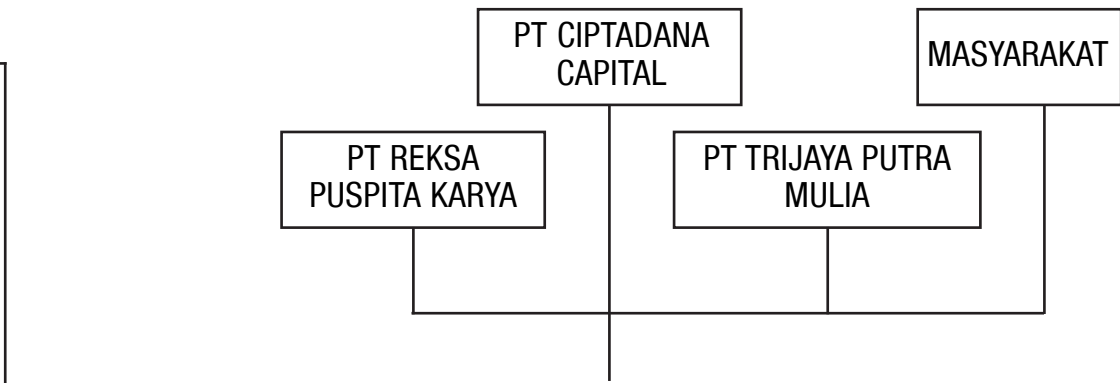 PT CIPTADANA
CAPITAL
MASYARAKAT
PT REKSA
PUSPITA KARYA
PT TRIJAYA PUTRA
MULIA